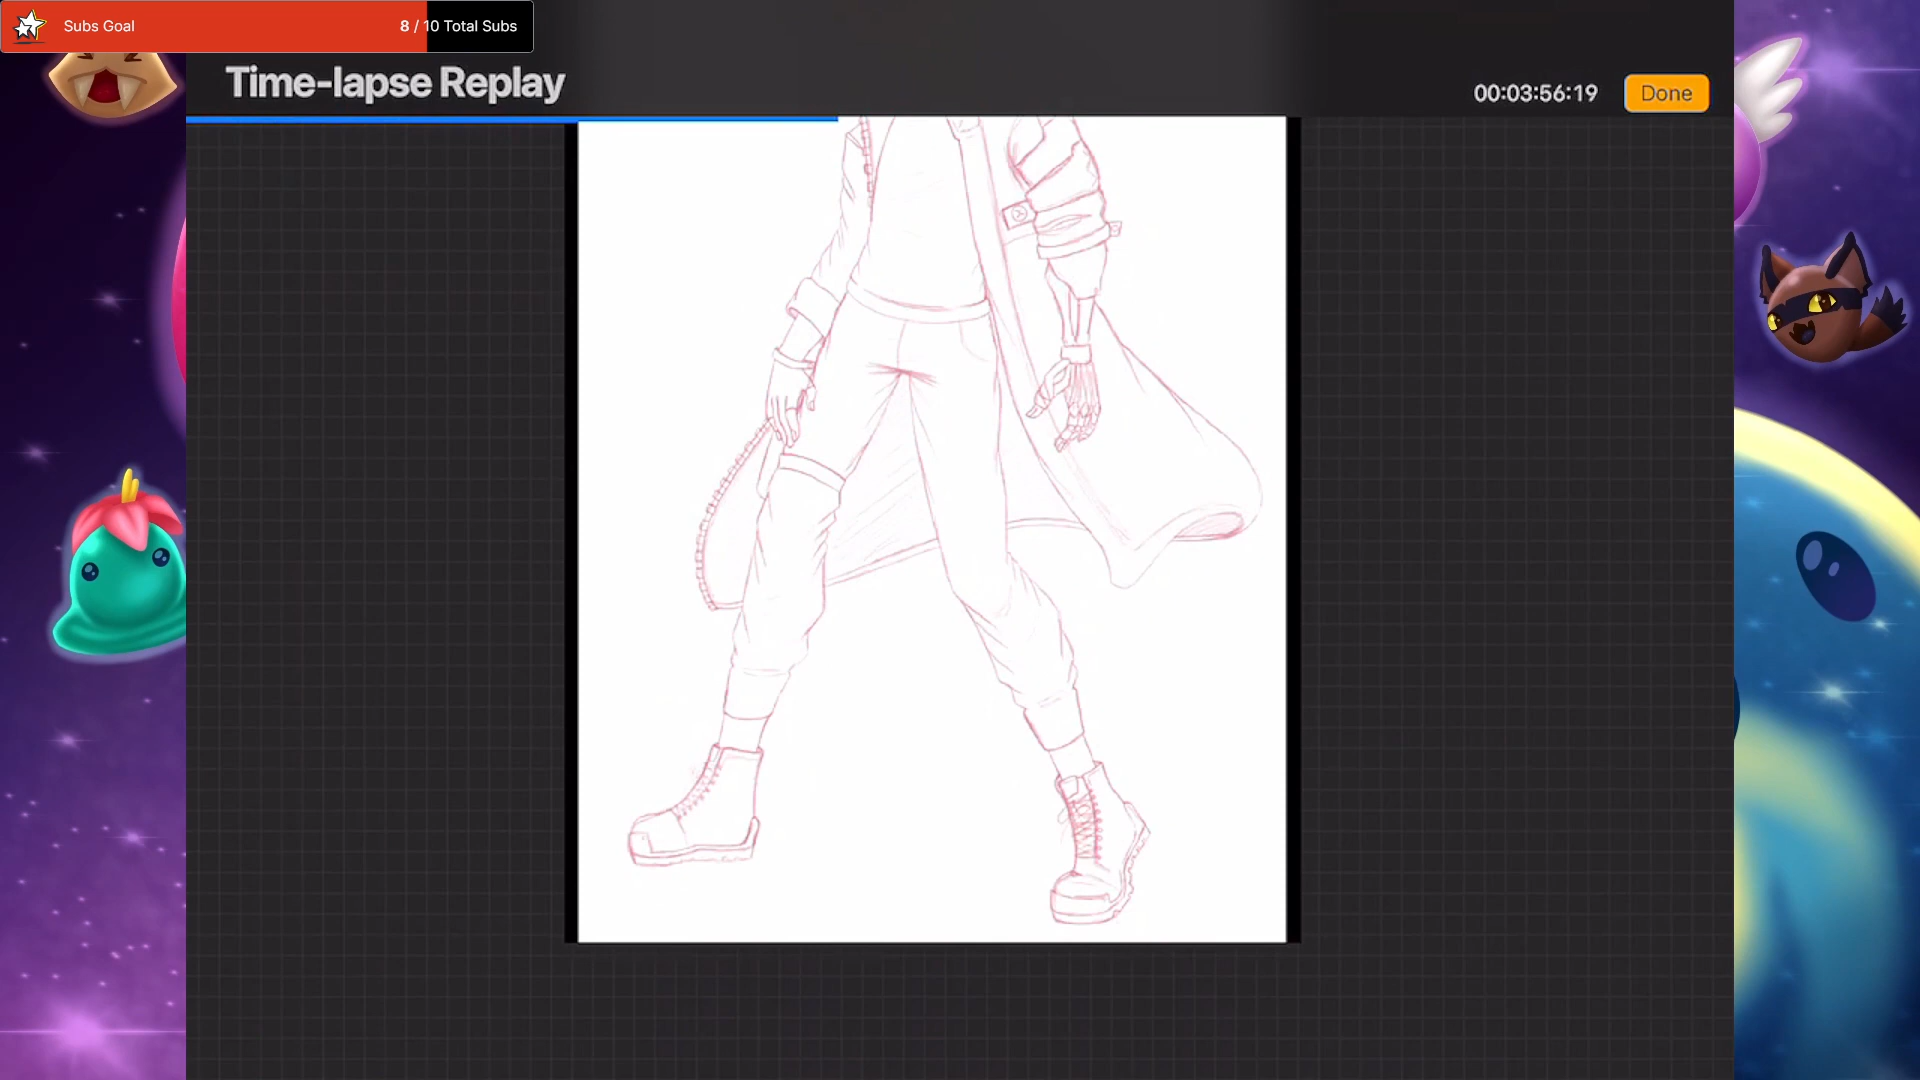 Subs Goal
8 / 10 Total Subs
Time-lapse Replay
00:03:56:19
Done